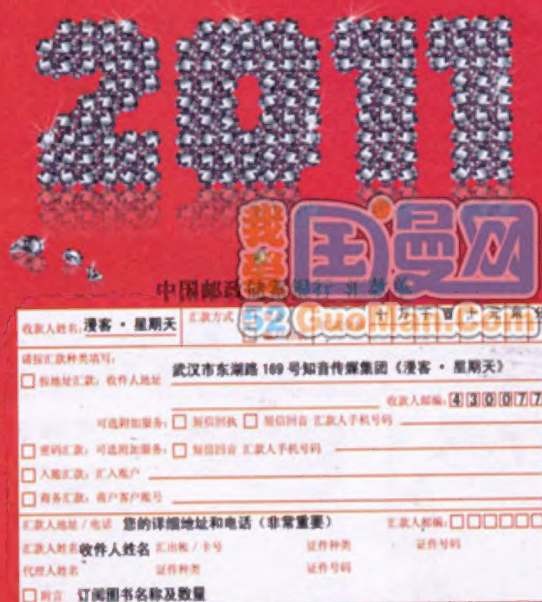 2011
我本国漫网
中国邮政
52GuoMan.Com
收款人姓名: 漫客 · 星期天 汇款方式 十万千百十元角分
请按汇款种类填写:
□ 按地址汇款: 收件人地址 武汉市东湖路 169 号知音传媒集团《漫客 · 星期天》
收款人邮编: 430077
可选附加服务: □ 短信回执 □ 短信回音 汇款人手机号码
□ 密码汇款: 可选附加服务: □ 短信回音 汇款人手机号码
□ 入账汇款: 汇入账户
□ 商务汇款: 商户客户账号
汇款人地址 / 电话 您的详细地址和电话(非常重要) 汇款人邮编: □□□□□□
汇款人姓名 收件人姓名 汇出账 / 卡号 证件种类 证件号码
代理人姓名 证件种类 证件号码
□ 附言 订阅图书名称及数量